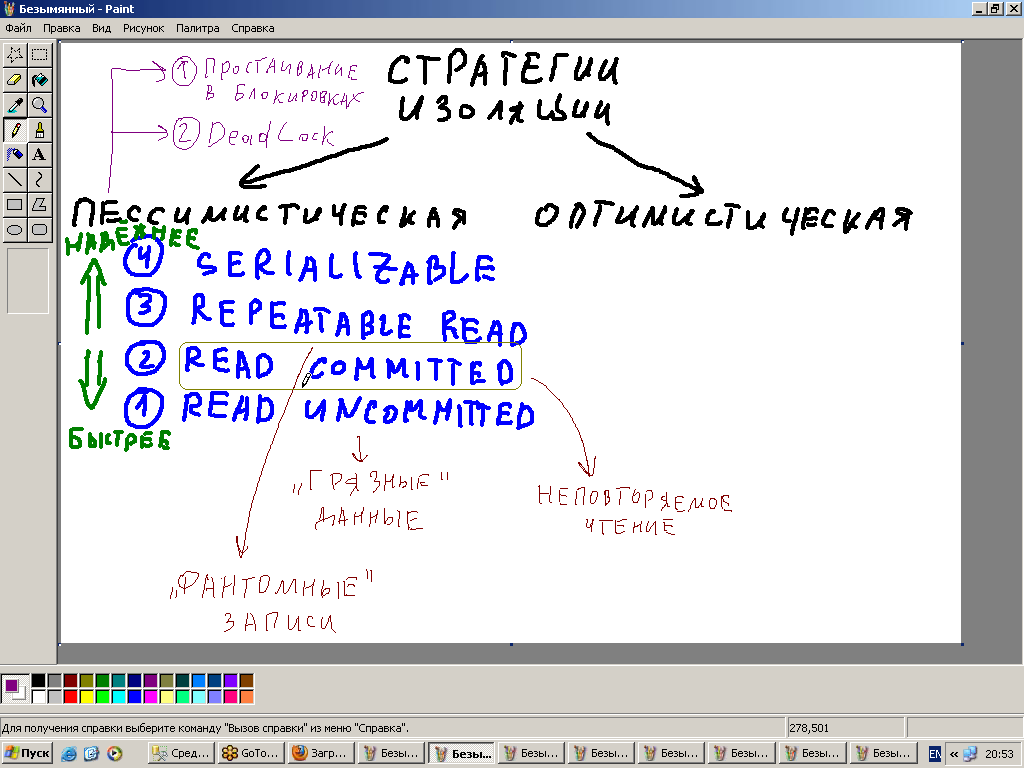 Безымянный - Paint
Файл Правка Вид Рисунок Палитра Справка
1 ПРОСТАИВАНИЕ
В БЛОКИРОВКАХ
2 DeadLock
СТРАТЕГИИ
ИЗОЛЯЦИИ
ПЕССИМИСТИЧЕСКАЯ
ОПТИМИСТИЧЕСКАЯ
НАДЁЖНЕЕ
4 SERIALIZABLE
3 REPEATABLE READ
2 READ COMMITTED
1 READ UNCOMMITTED
БЫСТРЕЕ
„ГРЯЗНЫЕ"
ДАННЫЕ
НЕПОВТОРЯЕМОЕ
ЧТЕНИЕ
„ФАНТОМНЫЕ"
ЗАПИСИ
Для получения справки выберите команду "Вызов справки" из меню "Справка".
278,501
Пуск Сред... GoTo... Загр... Безы... Безы... Безы... Безы... Безы... Безы... Безы... Безы... EN « 20:53